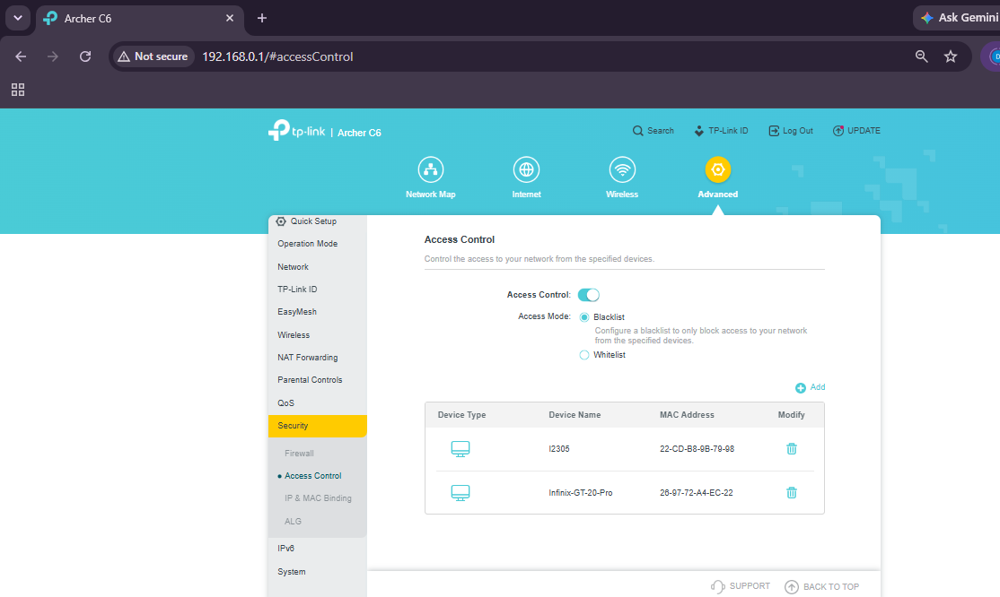 Archer C6
Ask Gemini
Not secure
192.168.0.1/#accessControl
D
tp-link | Archer C6
Search
TP-Link ID
Log Out
UPDATE
Network Map
Internet
Wireless
Advanced
Quick Setup
Operation Mode
Network
TP-Link ID
EasyMesh
Wireless
NAT Forwarding
Parental Controls
QoS
Security
Firewall
Access Control
IP & MAC Binding
ALG
IPv6
System
Access Control
Control the access to your network from the specified devices.
Access Control:
Access Mode:
Blacklist
Configure a blacklist to only block access to your network
from the specified devices.
Whitelist
Add
Device Type Device Name MAC Address Modify
I2305 22-CD-B8-9B-79-98
Infinix-GT-20-Pro 26-97-72-A4-EC-22
SUPPORT
BACK TO TOP